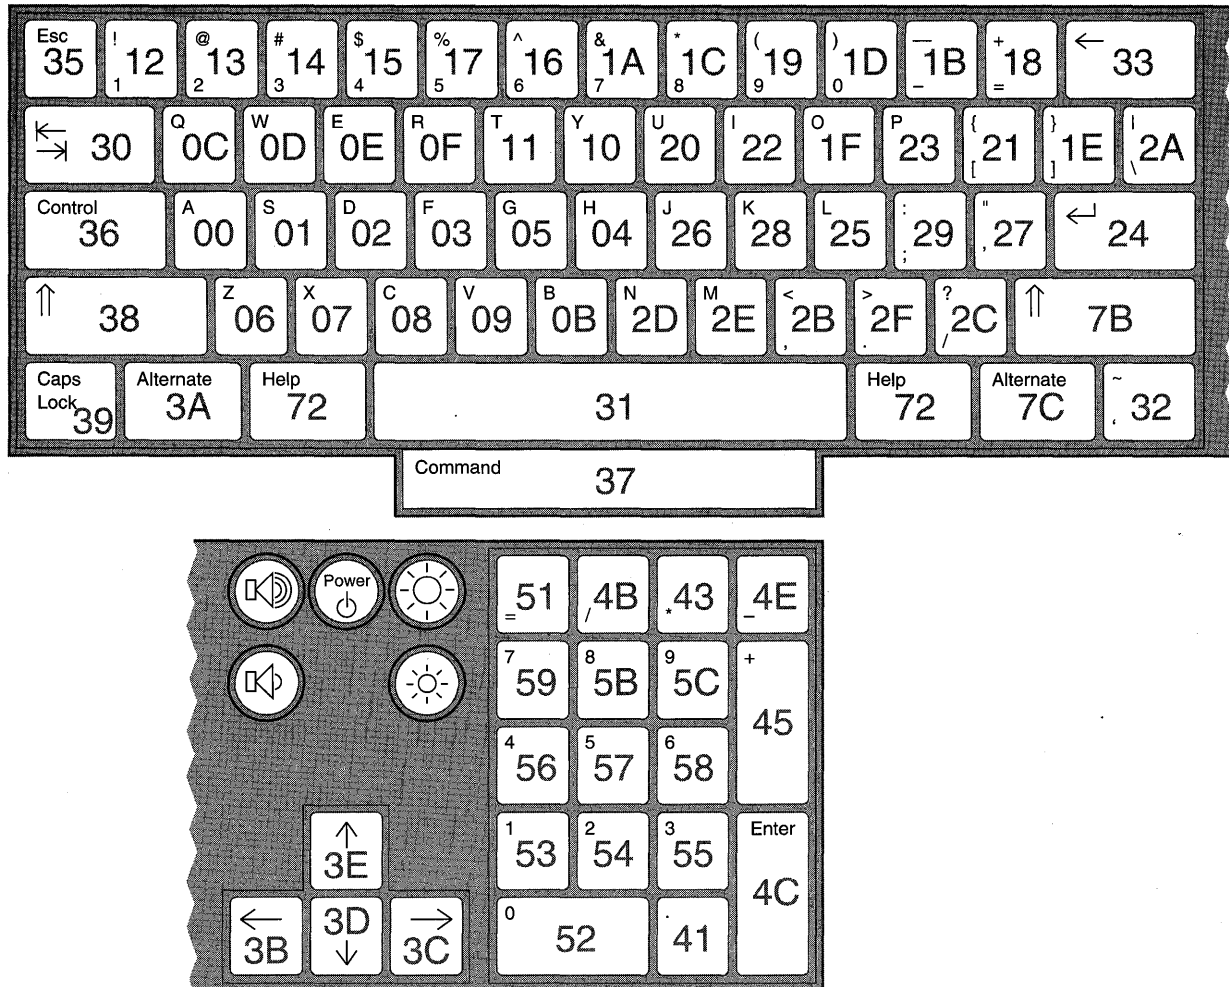 Esc ! @ # $ % ^ & * ( ) — +
35 12 13 14 15 17 16 1A 1C 19 1D 1B 18 ← 33
1 2 3 4 5 6 7 8 9 0 – =
Q W E R T Y U I O P { } |
⇤⇥ 30 0C 0D 0E 0F 11 10 20 22 1F 23 21 1E 2A
[ ] \
Control A S D F G H J K L : "
36 00 01 02 03 05 04 26 28 25 29 27 ↵ 24
; ,
⇑ Z X C V B N M < > ? ⇑
38 06 07 08 09 0B 2D 2E 2B 2F 2C 7B
, . /
Caps Alternate Help Help Alternate ~
Lock 39 3A 72 31 72 7C 32
‘
Command 37
Power 51 4B 43 4E
= / * –
7 8 9 +
59 5B 5C 45
4 5 6
56 57 58
↑ 1 2 3 Enter
3E 53 54 55 4C
← 3D → 0 .
3B ↓ 3C 52 41